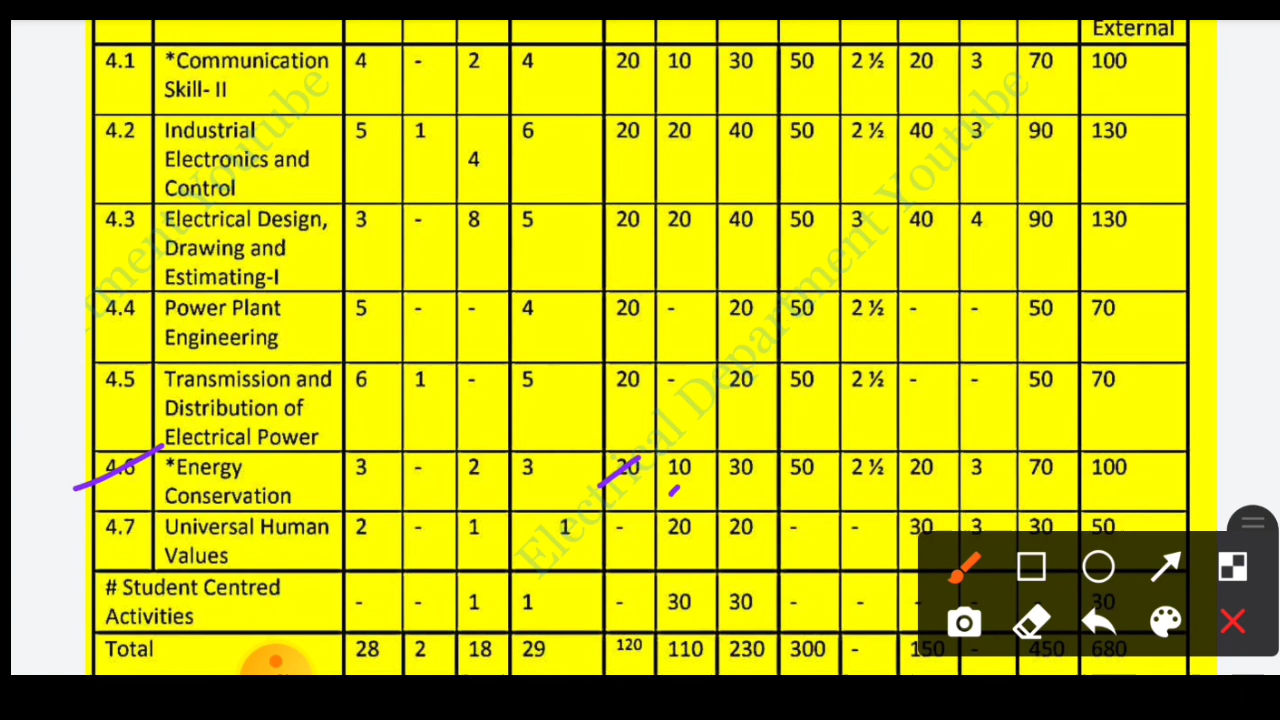 External
4.1 *Communication 4 - 2 4 20 10 30 50 2 ½ 20 3 70 100
Skill- II
4.2 Industrial 5 1 6 20 20 40 50 2 ½ 40 3 90 130
Electronics and 4
Control
4.3 Electrical Design, 3 - 8 5 20 20 40 50 3 40 4 90 130
Drawing and
Estimating-I
4.4 Power Plant 5 - - 4 20 - 20 50 2 ½ - - 50 70
Engineering
4.5 Transmission and 6 1 - 5 20 - 20 50 2 ½ - - 50 70
Distribution of
Electrical Power
4.6 *Energy 3 - 2 3 20 10 30 50 2 ½ 20 3 70 100
Conservation
4.7 Universal Human 2 - 1 1 - 20 20 - - 30 3 30 50
Values
# Student Centred
Activities - - 1 1 - 30 30 - - - 30
Total 28 2 18 29 120 110 230 300 - 150 - 450 680
Electrical Department Youtube
ment Youtube